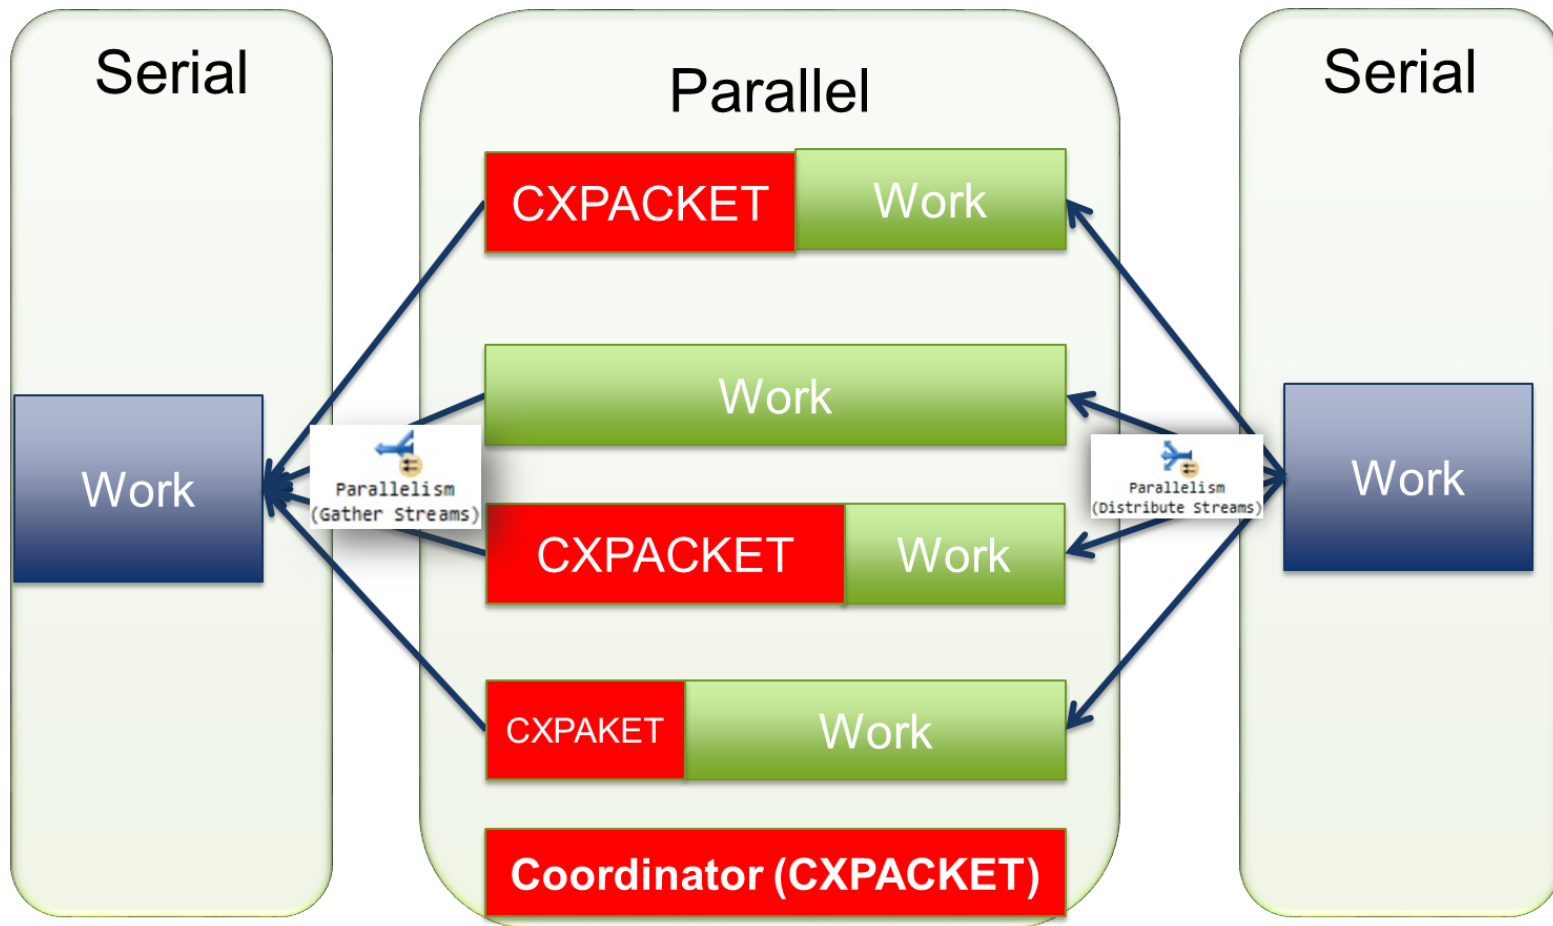 Serial
Parallel
Serial
CXPACKET
Work
Work
Work
Parallelism
(Gather Streams)
Parallelism
(Distribute Streams)
Work
CXPACKET
Work
CXPAKET
Work
Coordinator (CXPACKET)